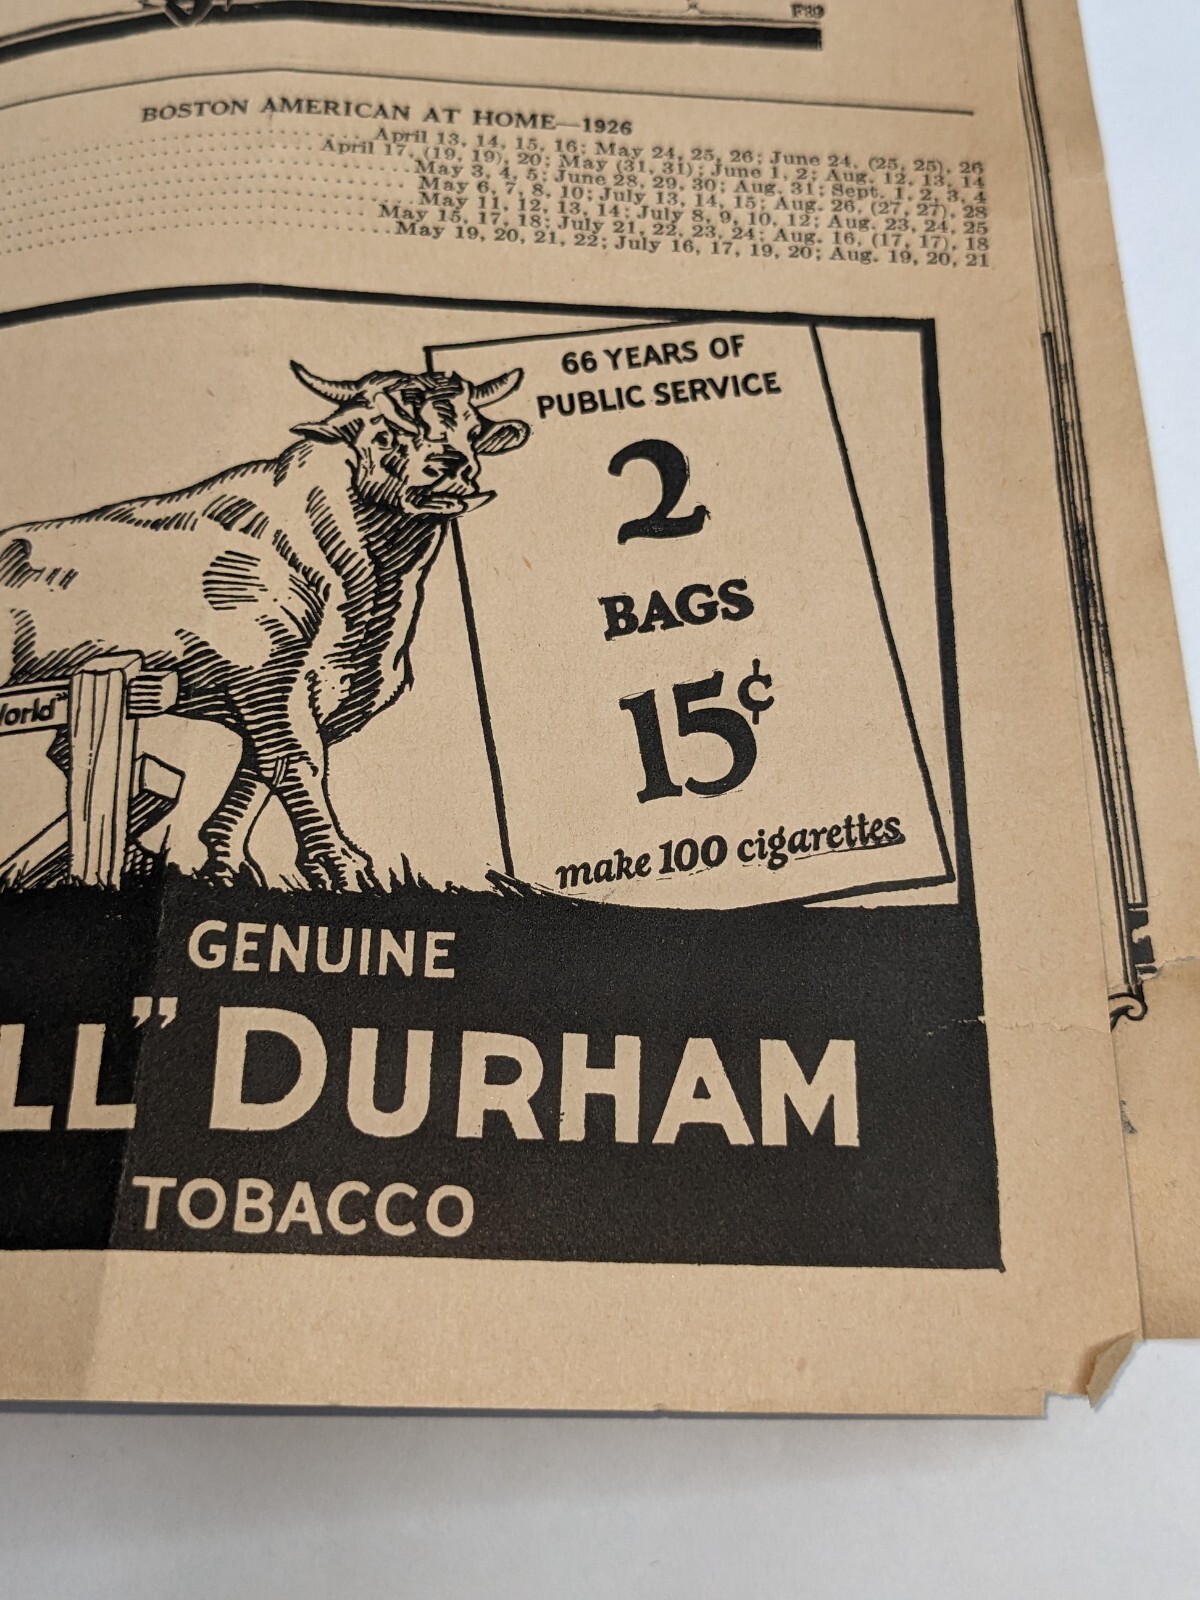 F39
BOSTON AMERICAN AT HOME—1926
April 13, 14, 15, 16; May 24, 25, 26; June 24, (25, 25), 26
April 17, (19, 19), 20; May (31, 31); June 1, 2; Aug. 12, 13, 14
May 3, 4, 5; June 28, 29, 30; Aug. 31; Sept. 1, 2, 3, 4
May 6, 7, 8, 10; July 13, 14, 15; Aug. 26, (27, 27), 28
May 11, 12, 13, 14; July 8, 9, 10, 12; Aug. 23, 24, 25
May 15, 17, 18; July 21, 22, 23, 24; Aug. 16, (17, 17), 18
May 19, 20, 21, 22; July 16, 17, 19, 20; Aug. 19, 20, 21
66 YEARS OF
PUBLIC SERVICE
2
BAGS
15¢
make 100 cigarettes
World"
GENUINE
LL" DURHAM
TOBACCO